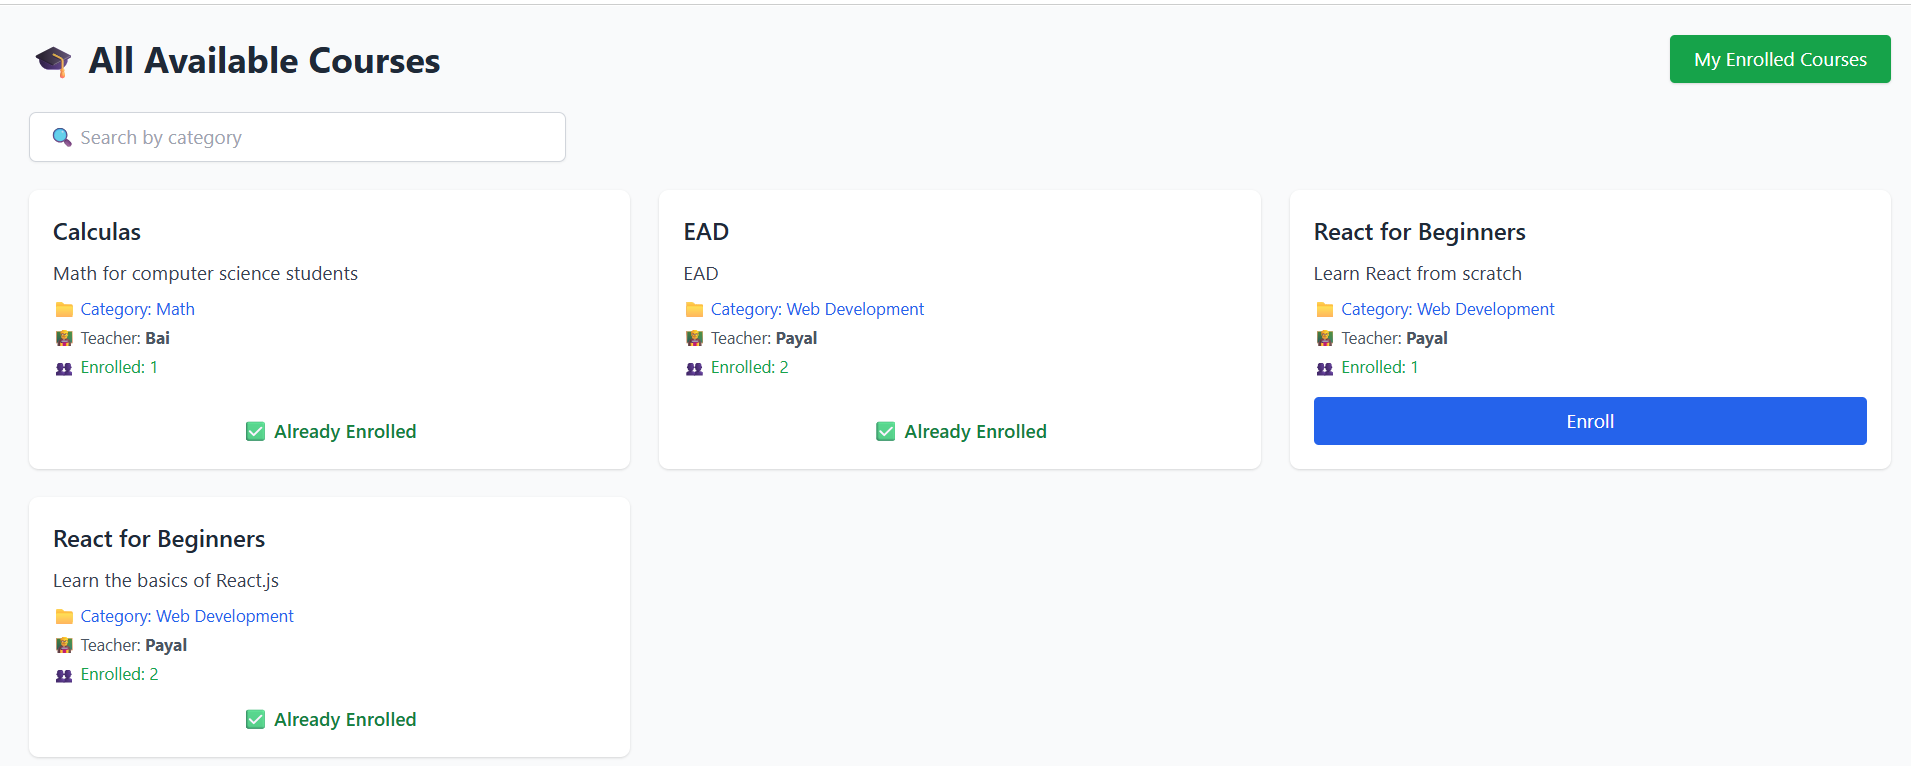 🎓 All Available Courses
My Enrolled Courses
🔍 Search by category
Calculas
Math for computer science students
📁 Category: Math
👩‍🏫 Teacher: Bai
👥 Enrolled: 1
✅ Already Enrolled
EAD
EAD
📁 Category: Web Development
👩‍🏫 Teacher: Payal
👥 Enrolled: 2
✅ Already Enrolled
React for Beginners
Learn React from scratch
📁 Category: Web Development
👩‍🏫 Teacher: Payal
👥 Enrolled: 1
Enroll
React for Beginners
Learn the basics of React.js
📁 Category: Web Development
👩‍🏫 Teacher: Payal
👥 Enrolled: 2
✅ Already Enrolled